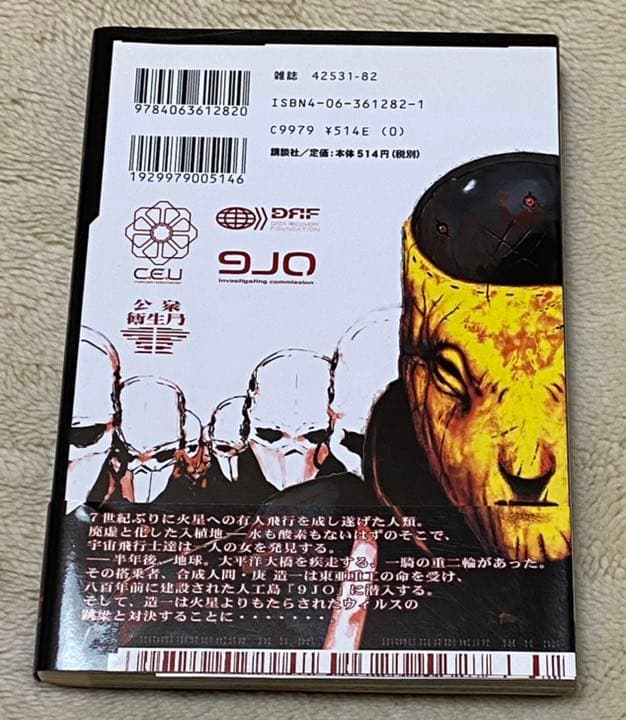 雑誌 42531-82
9784063612820
ISBN4-06-361282-1
C9979 ¥514E (0)
講談社／定価：本体514円（税別）
1929979005146
DRF
DATA RECOVERY
FOUNDATION
C.E.U
9JO
investigating commission
公衆
衛生局
7世紀ぶりに火星への有人飛行を成し遂げた人類。
廃虚と化した入植地――水も酸素もないはずのそこで、
宇宙飛行士達は一人の女を発見する。
――半年後、地球。太平洋大橋を疾走する、一騎の重二輪があった。
その搭乗者、合成人間・庚 造一は東亜重工の命を受け、
八百年前に建設された人工島「9JO」に潜入する。
そして、造一は火星よりもたらされたウィルスの
跳梁と対決することに・・・・・・・。